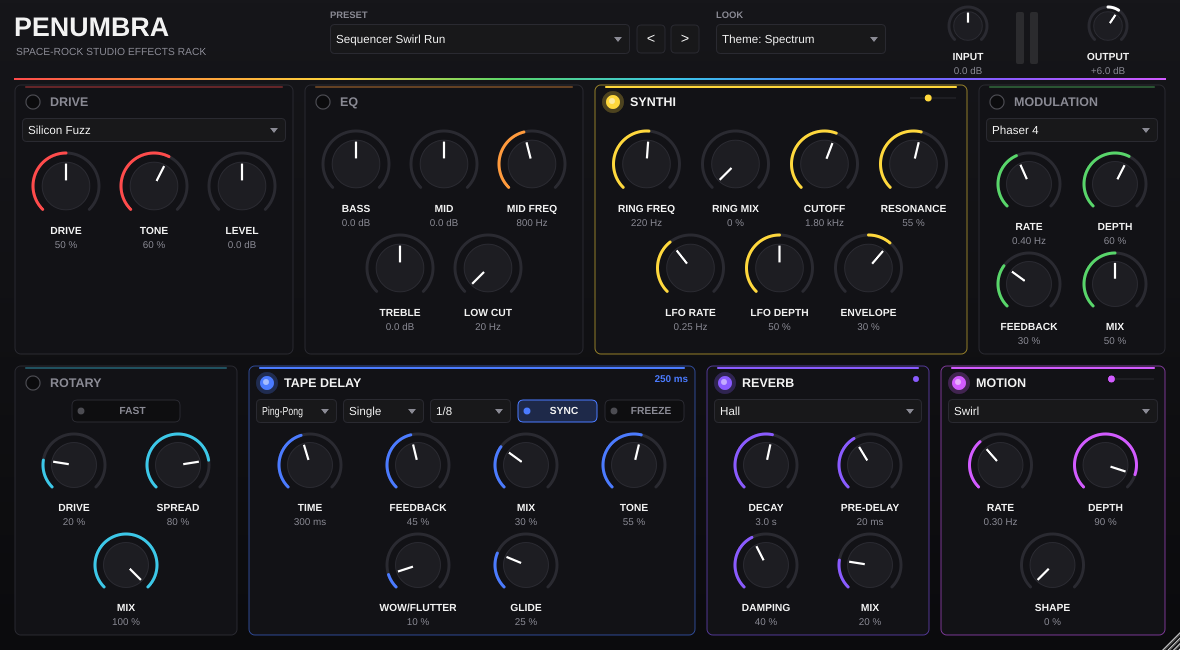 PENUMBRA
SPACE-ROCK STUDIO EFFECTS RACK
PRESET
Sequencer Swirl Run
<
>
LOOK
Theme: Spectrum
INPUT
0.0 dB
OUTPUT
+6.0 dB
DRIVE
Silicon Fuzz
DRIVE TONE LEVEL
50 % 60 % 0.0 dB
EQ
BASS MID MID FREQ
0.0 dB 0.0 dB 800 Hz
TREBLE LOW CUT
0.0 dB 20 Hz
SYNTHI
RING FREQ RING MIX CUTOFF RESONANCE
220 Hz 0 % 1.80 kHz 55 %
LFO RATE LFO DEPTH ENVELOPE
0.25 Hz 50 % 30 %
MODULATION
Phaser 4
RATE DEPTH
0.40 Hz 60 %
FEEDBACK MIX
30 % 50 %
ROTARY
FAST
DRIVE SPREAD
20 % 80 %
MIX
100 %
TAPE DELAY 250 ms
Ping-Pong Single 1/8 SYNC FREEZE
TIME FEEDBACK MIX TONE
300 ms 45 % 30 % 55 %
WOW/FLUTTER GLIDE
10 % 25 %
REVERB
Hall
DECAY PRE-DELAY
3.0 s 20 ms
DAMPING MIX
40 % 20 %
MOTION
Swirl
RATE DEPTH
0.30 Hz 90 %
SHAPE
0 %